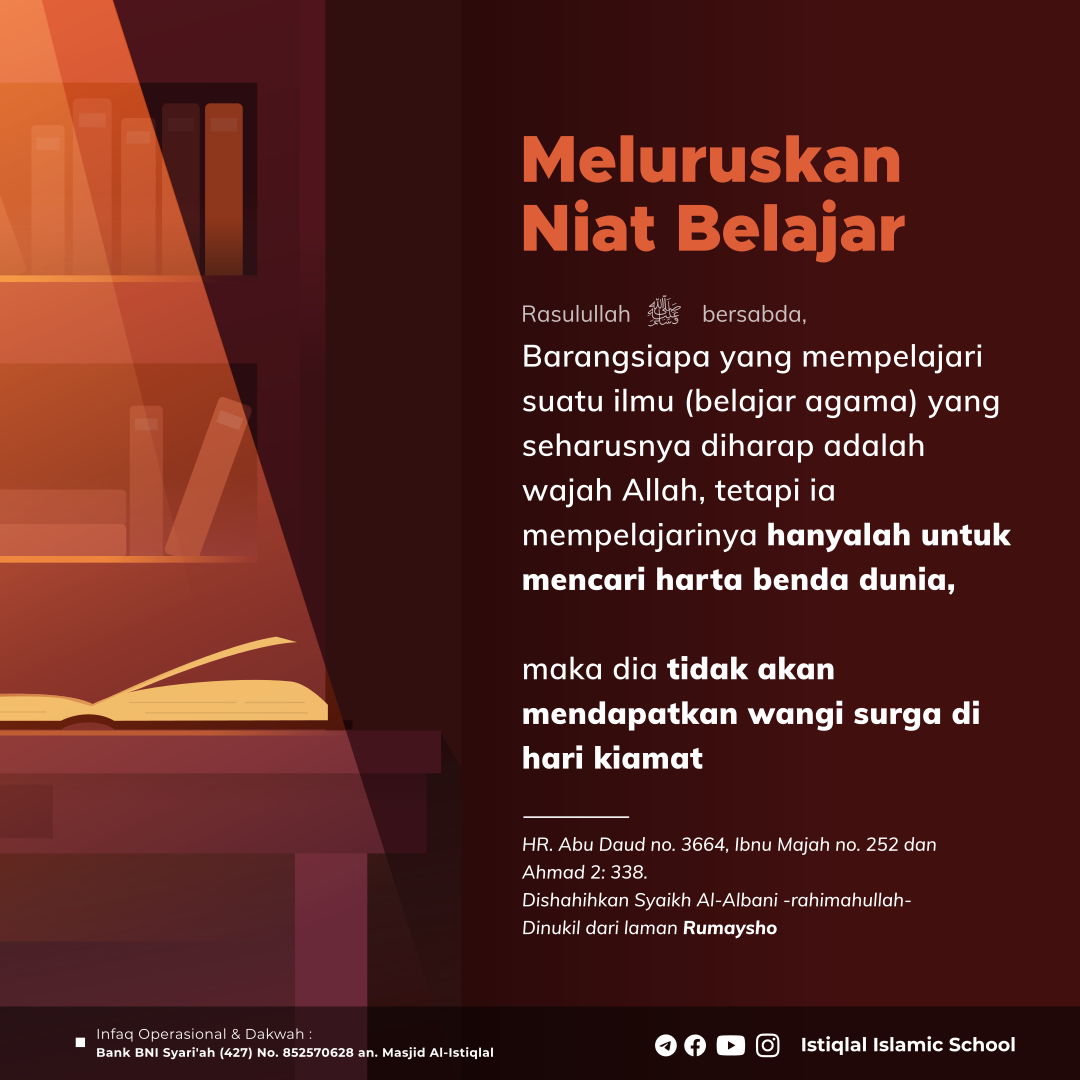 Meluruskan
Niat Belajar
Rasulullah ﷺ bersabda,
Barangsiapa yang mempelajari
suatu ilmu (belajar agama) yang
seharusnya diharap adalah
wajah Allah, tetapi ia
mempelajarinya hanyalah untuk
mencari harta benda dunia,
maka dia tidak akan
mendapatkan wangi surga di
hari kiamat
HR. Abu Daud no. 3664, Ibnu Majah no. 252 dan
Ahmad 2: 338.
Dishahihkan Syaikh Al-Albani -rahimahullah-
Dinukil dari laman Rumaysho
Infaq Operasional & Dakwah :
Bank BNI Syari'ah (427) No. 852570628 an. Masjid Al-Istiqlal
Istiqlal Islamic School